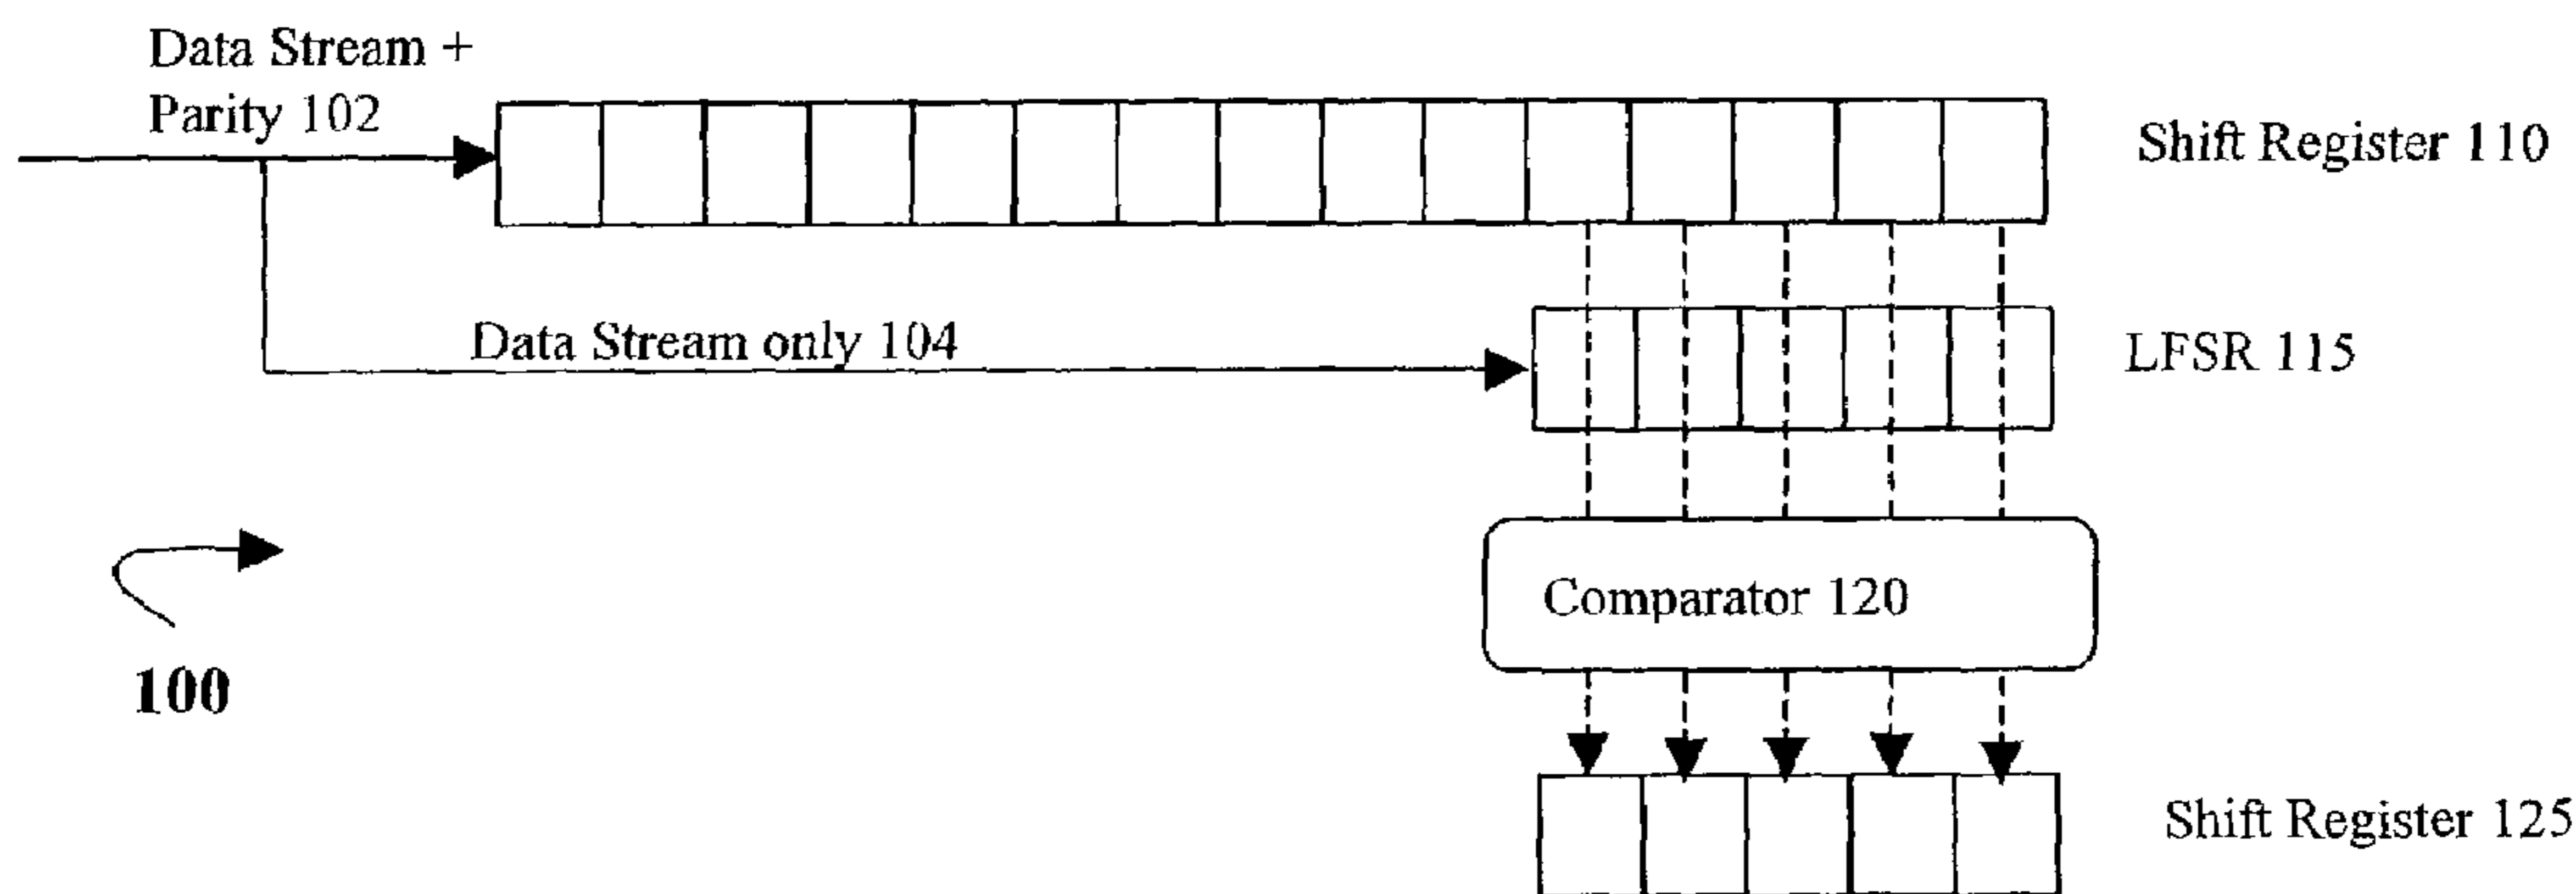 Data Stream +
Parity 102
Shift Register 110
Data Stream only 104
LFSR 115
Comparator 120
100
Shift Register 125